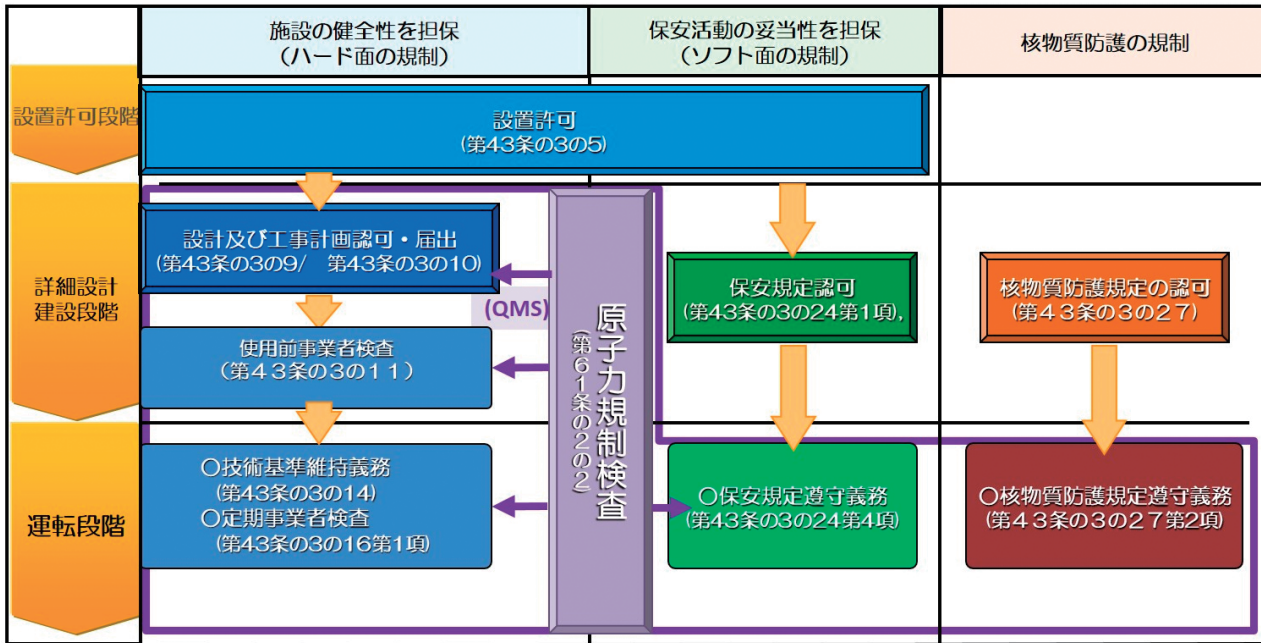 施設の健全性を担保
（ハード面の規制）
保安活動の妥当性を担保
（ソフト面の規制）
核物質防護の規制
設置許可段階
設置許可
(第43条の3の5)
詳細設計
建設段階
設計及び工事計画認可・届出
(第43条の3の9/　第43条の3の10)
(QMS)
使用前事業者検査
（第４３条の３の１１）
原子力規制検査
(第６１条の２の２)
保安規定認可
(第43条の3の24第1項),
核物質防護規定の認可
(第４３条の３の２７)
運転段階
○技術基準維持義務
(第43条の3の14)
○定期事業者検査
(第43条の3の16第1項)
○保安規定遵守義務
(第43条の3の24第4項)
○核物質防護規定遵守義務
(第４３条の３の２７第２項)